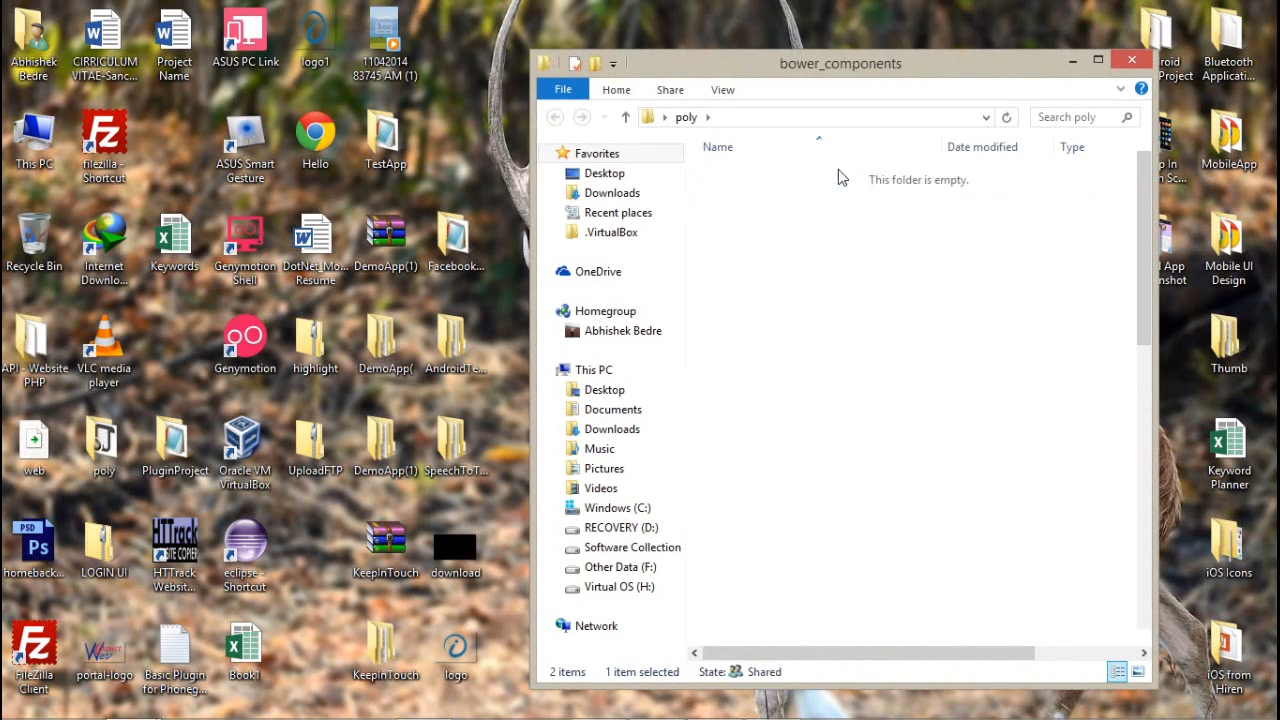 Abhishek
Bedre
CIRRICULUM
VITAE-Sanc...
Project
Name
ASUS PC Link
logo1
11042014
83745 AM (1)
This PC
filezilla -
Shortcut
ASUS Smart
Gesture
Hello
TestApp
Recycle Bin
Internet
Downlo...
Keywords
Genymotion
Shell
DotNet_Mo...
Resume
DemoApp(1)
Facebook...
API - Website
PHP
VLC media
player
Genymotion
highlight
DemoApp(
AndroidTe...
web
poly
PluginProject
Oracle VM
VirtualBox
UploadFTP
DemoApp(1)
SpeechToT...
PSD
Ps
homeback...
LOGIN UI
HTTrack
SITE COPIER
HTTrack
Websit...
eclipse -
Shortcut
KeepInTouch
download
FileZilla
Client
portal-logo
Basic Plugin
for Phoneg...
Book1
KeepInTouch
logo
bower_components
File
Home
Share
View
poly
Search poly
Name
Date modified
Type
This folder is empty.
Favorites
Desktop
Downloads
Recent places
.VirtualBox
OneDrive
Homegroup
Abhishek Bedre
This PC
Desktop
Documents
Downloads
Music
Pictures
Videos
Windows (C:)
RECOVERY (D:)
Software Collection
Other Data (F:)
Virtual OS (H:)
Network
2 items
1 item selected
State:
Shared
Bluetooth
Applicati...
MobileApp
Mobile UI
Design
Thumb
Keyword
Planner
iOS Icons
iOS from
Hiren